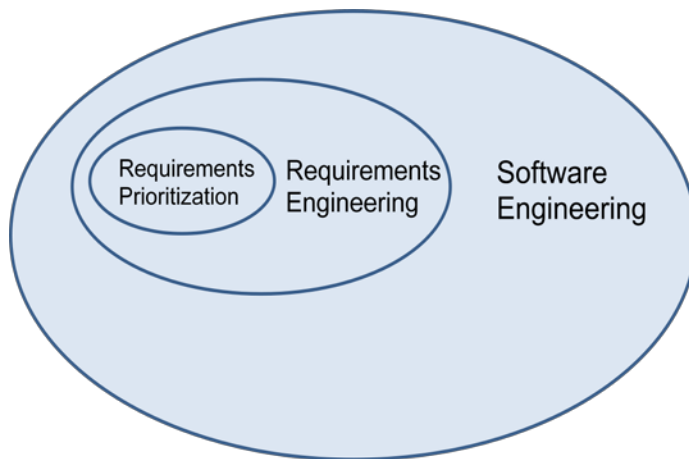 Requirements
Prioritization
Requirements
Engineering
Software
Engineering